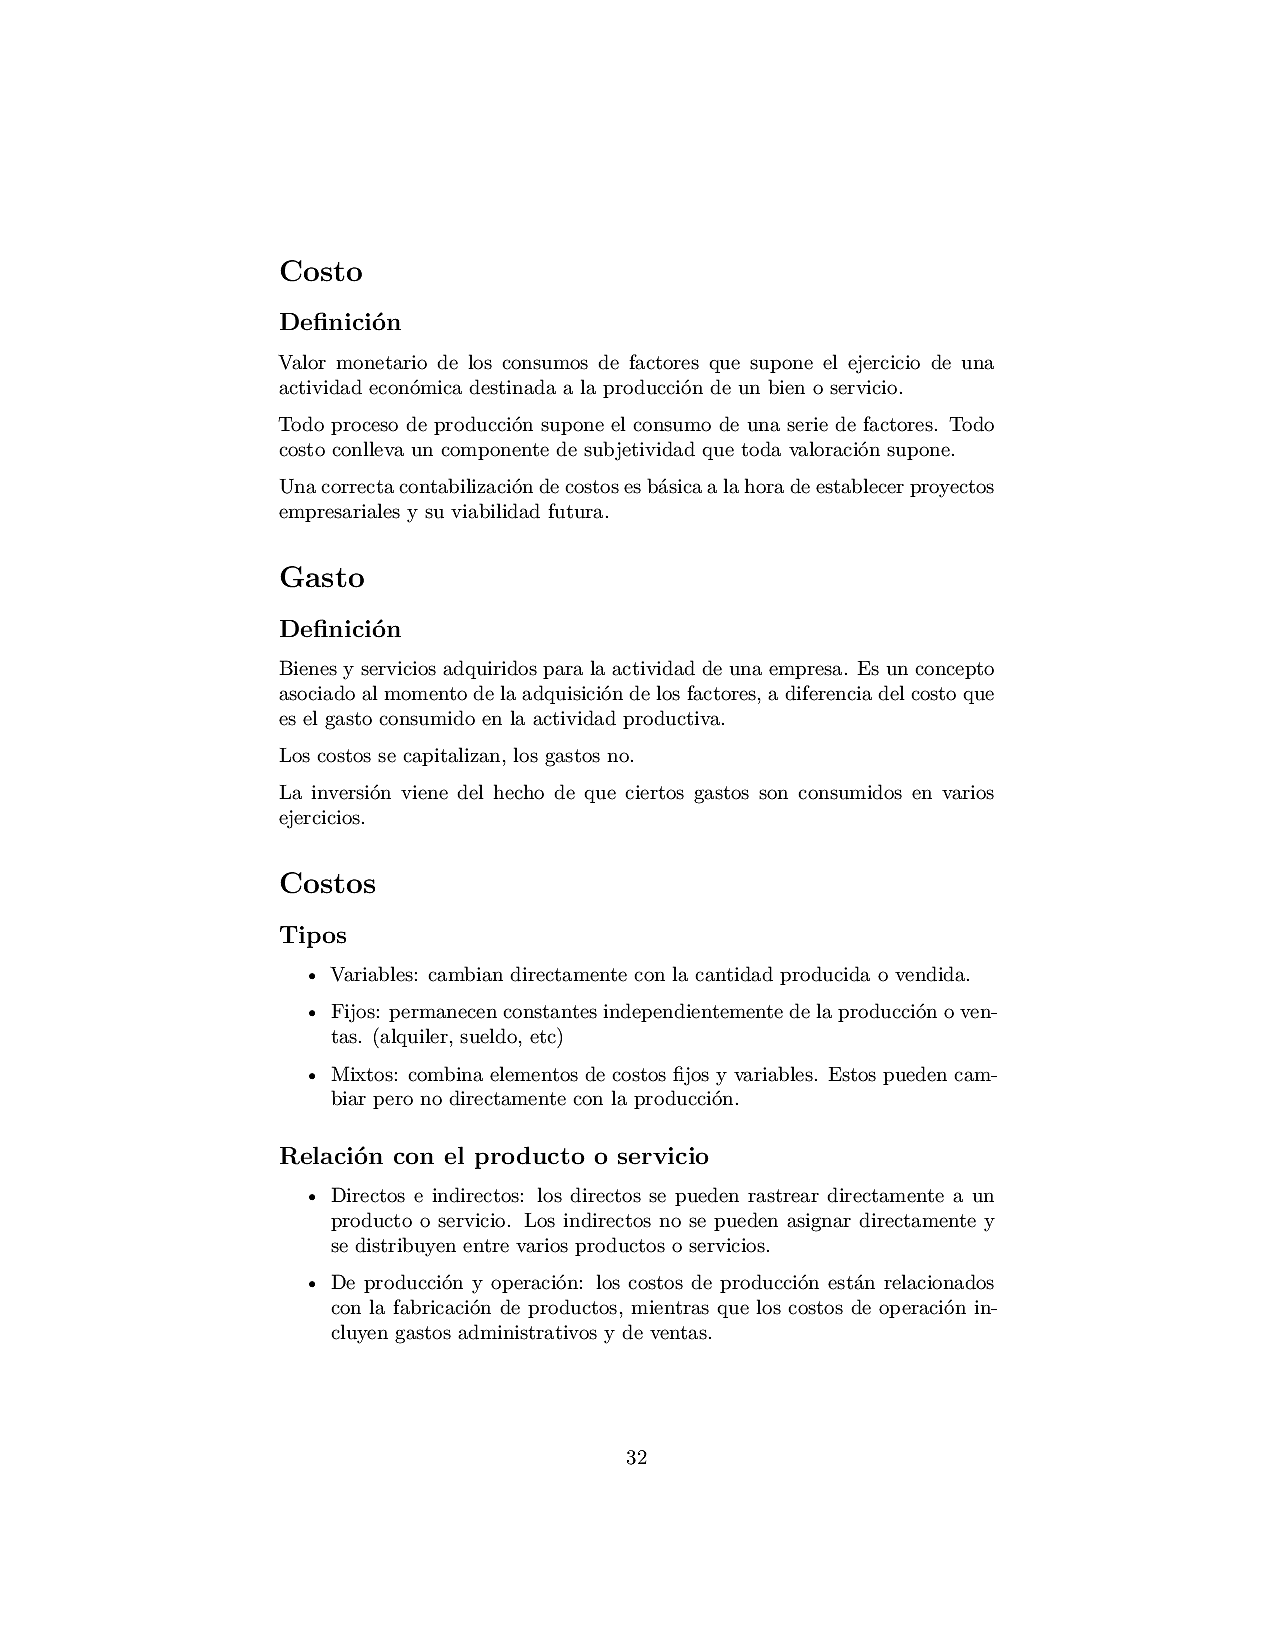 Costo
Definición
Valor monetario de los consumos de factores que supone el ejercicio de una
actividad económica destinada a la producción de un bien o servicio.
Todo proceso de producción supone el consumo de una serie de factores. Todo
costo conlleva un componente de subjetividad que toda valoración supone.
Una correcta contabilización de costos es básica a la hora de establecer proyectos
empresariales y su viabilidad futura.
Gasto
Definición
Bienes y servicios adquiridos para la actividad de una empresa. Es un concepto
asociado al momento de la adquisición de los factores, a diferencia del costo que
es el gasto consumido en la actividad productiva.
Los costos se capitalizan, los gastos no.
La inversión viene del hecho de que ciertos gastos son consumidos en varios
ejercicios.
Costos
Tipos
• Variables: cambian directamente con la cantidad producida o vendida.
• Fijos: permanecen constantes independientemente de la producción o ven-
tas. (alquiler, sueldo, etc)
• Mixtos: combina elementos de costos fijos y variables. Estos pueden cam-
biar pero no directamente con la producción.
Relación con el producto o servicio
• Directos e indirectos: los directos se pueden rastrear directamente a un
producto o servicio. Los indirectos no se pueden asignar directamente y
se distribuyen entre varios productos o servicios.
• De producción y operación: los costos de producción están relacionados
con la fabricación de productos, mientras que los costos de operación in-
cluyen gastos administrativos y de ventas.
32